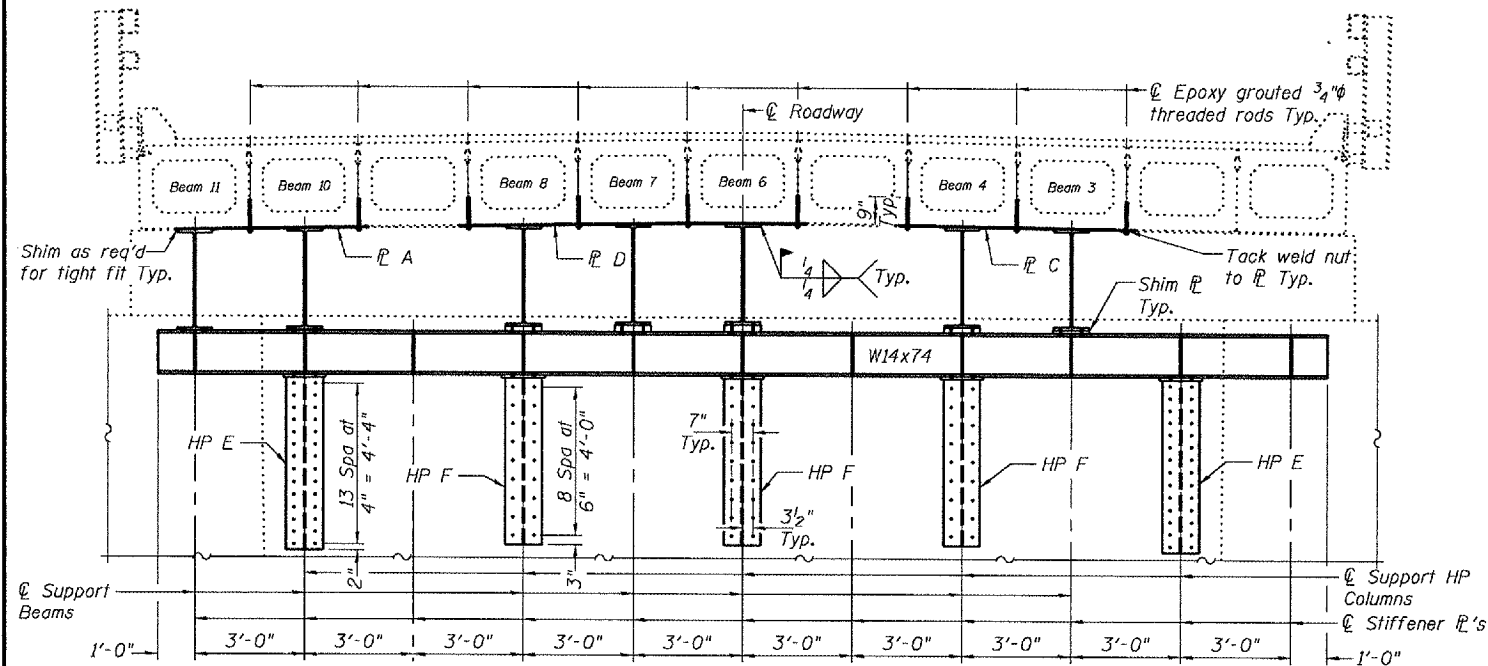 ℄ Epoxy grouted 3/4"φ
threaded rods Typ.
℄ Roadway
Beam 11
Beam 10
Beam 8
Beam 7
Beam 6
Beam 4
Beam 3
9"
Typ.
Shim as req'd
for tight fit Typ.
℄ A
℄ D
1/4
1/4
Typ.
℄ C
Tack weld nut
to ℄ Typ.
Shim ℄
Typ.
W14x74
HP E
13 Spa at
4" = 4'-4"
2"
HP F
8 Spa at
6" = 4'-0"
3"
7"
Typ.
HP F
3½"
Typ.
HP F
HP E
℄ Support
Beams
℄ Support HP
Columns
℄ Stiffener ℄'s
1'-0"
3'-0"
3'-0"
3'-0"
3'-0"
3'-0"
3'-0"
3'-0"
3'-0"
3'-0"
3'-0"
1'-0"